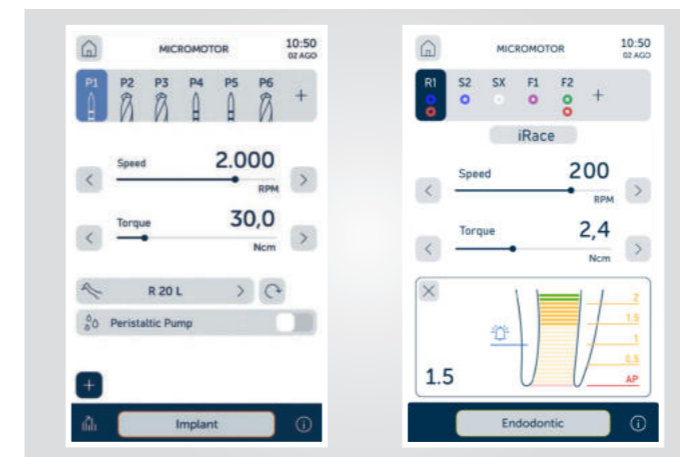 MICROMOTOR
10:50
02 AGO
P1 P2 P3 P4 P5 P6 +
Speed 2.000
RPM
Torque 30,0
Ncm
R 20 L
Peristaltic Pump
+
Implant
MICROMOTOR
10:50
02 AGO
R1 S2 SX F1 F2 +
iRace
Speed 200
RPM
Torque 2,4
Ncm
2
1.5
1
0.5
AP
1.5
Endodontic